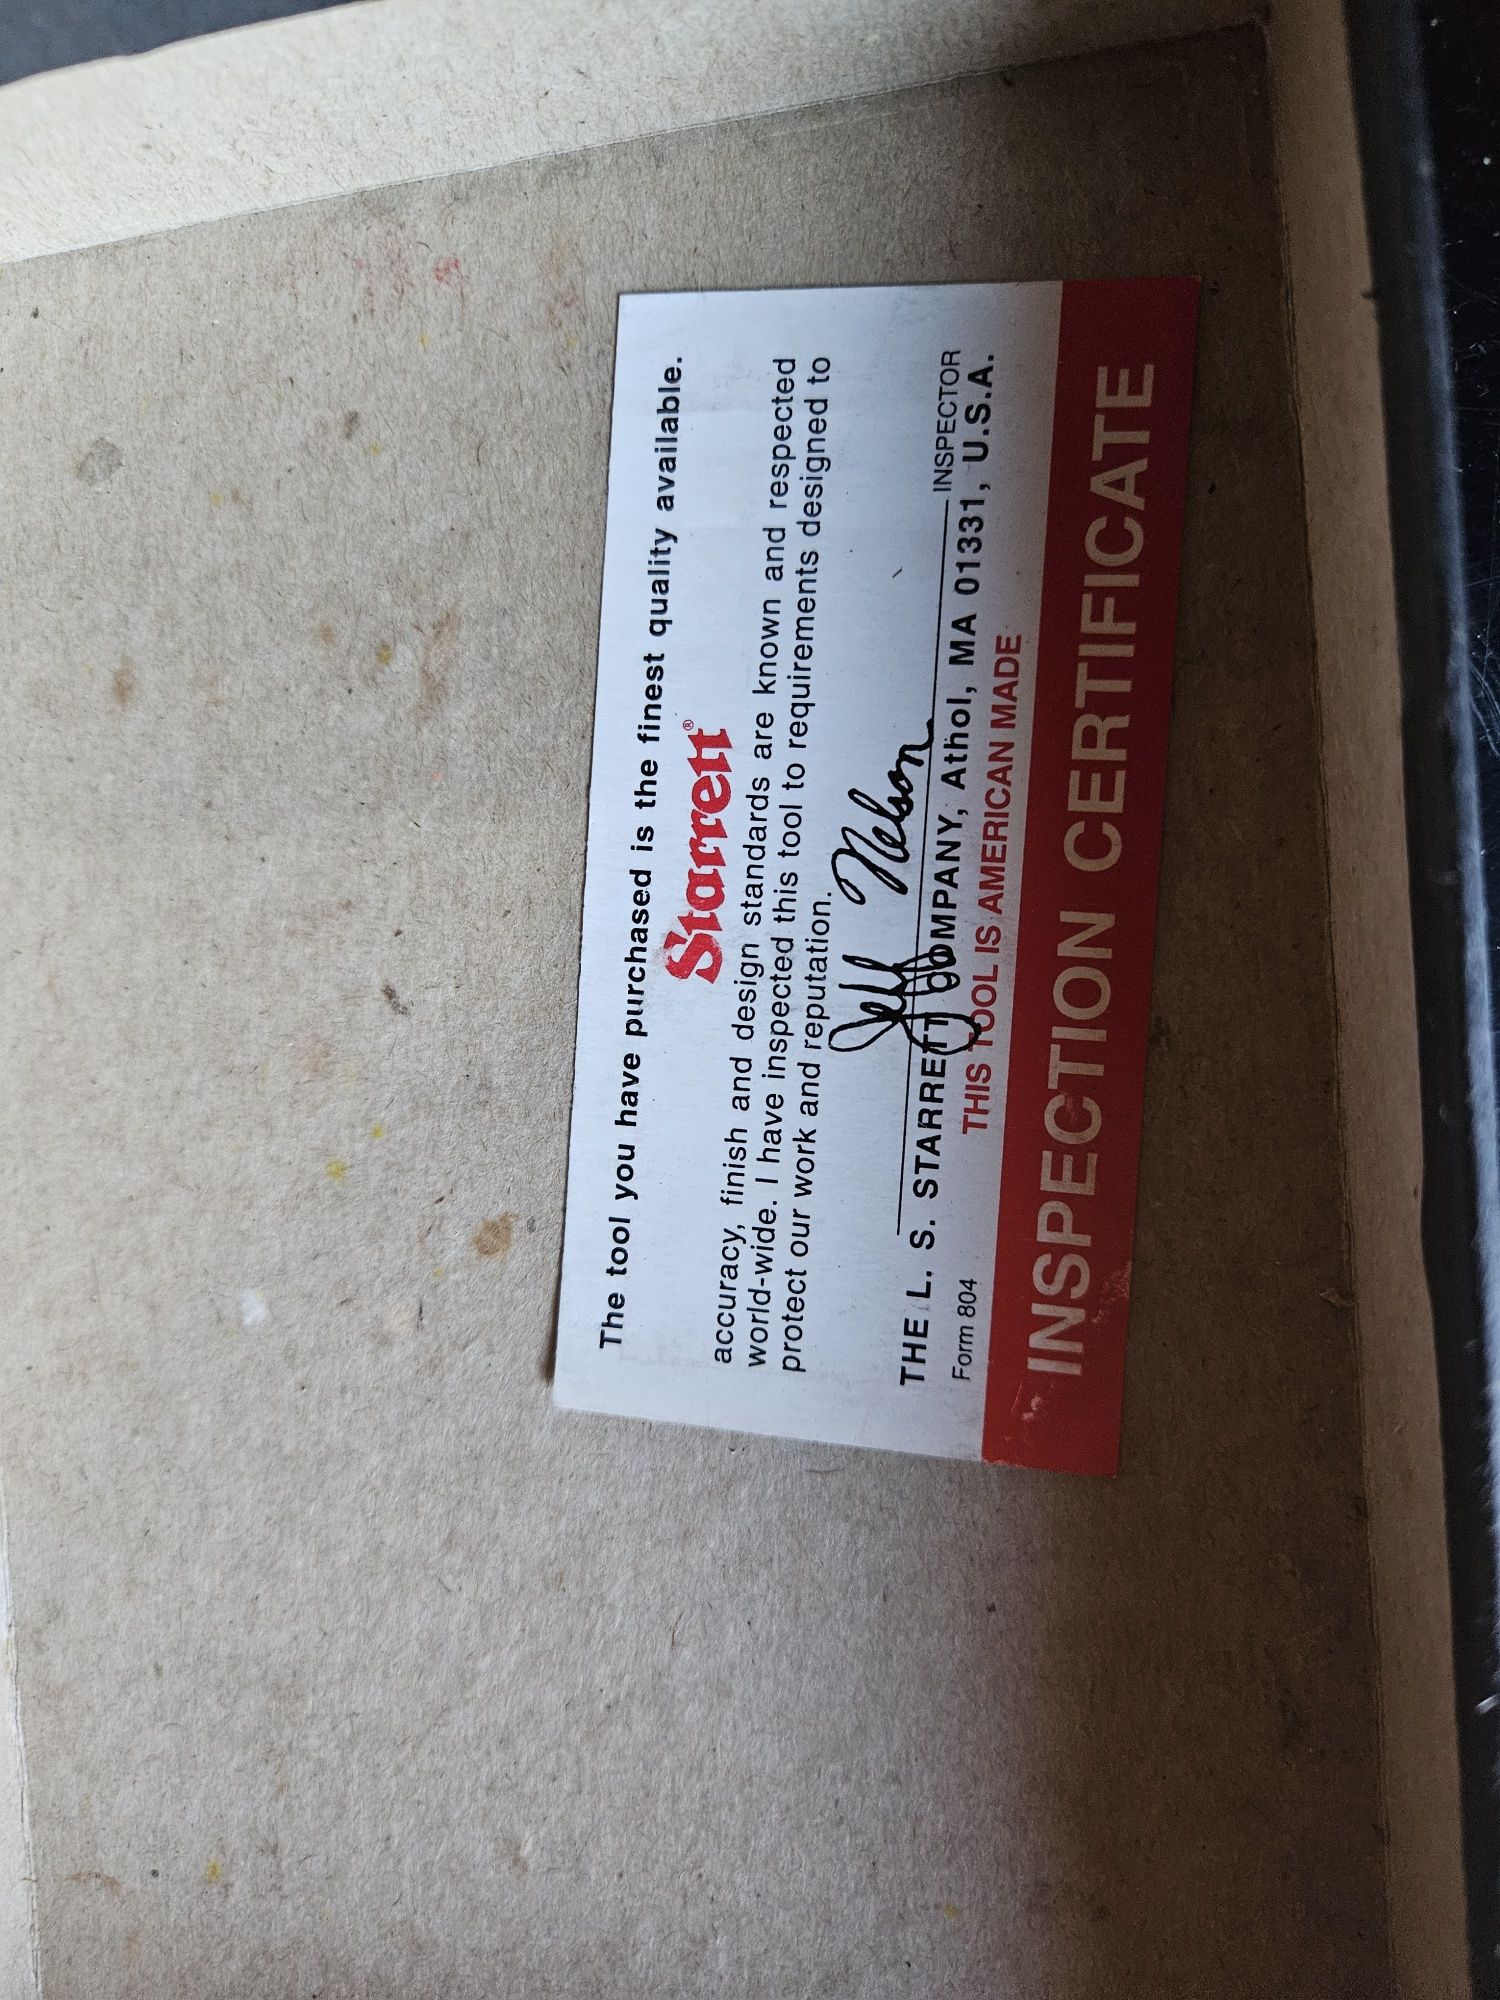 The tool you have purchased is the finest quality available.
Starrett®
accuracy, finish and design standards are known and respected
world-wide. I have inspected this tool to requirements designed to
protect our work and reputation.
Jeff Nelson
INSPECTOR
THE L. S. STARRETT COMPANY, Athol, MA 01331, U.S.A.
Form 804 THIS TOOL IS AMERICAN MADE
INSPECTION CERTIFICATE